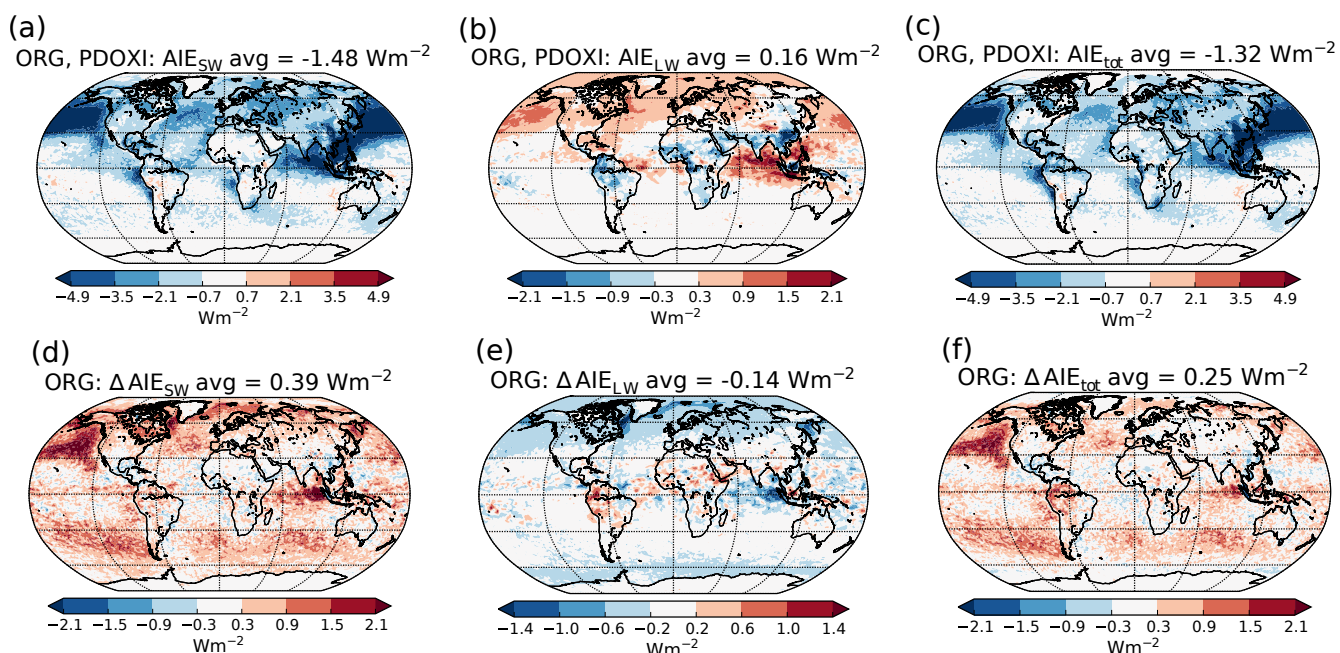 (a)
ORG, PDOXI: AIE_SW avg = -1.48 Wm⁻²
−4.9 −3.5 −2.1 −0.7 0.7 2.1 3.5 4.9
Wm⁻²
(b)
ORG, PDOXI: AIE_LW avg = 0.16 Wm⁻²
−2.1 −1.5 −0.9 −0.3 0.3 0.9 1.5 2.1
Wm⁻²
(c)
ORG, PDOXI: AIE_tot avg = -1.32 Wm⁻²
−4.9 −3.5 −2.1 −0.7 0.7 2.1 3.5 4.9
Wm⁻²
(d)
ORG: Δ AIE_SW avg = 0.39 Wm⁻²
−2.1 −1.5 −0.9 −0.3 0.3 0.9 1.5 2.1
Wm⁻²
(e)
ORG: Δ AIE_LW avg = -0.14 Wm⁻²
−1.4 −1.0 −0.6 −0.2 0.2 0.6 1.0 1.4
Wm⁻²
(f)
ORG: Δ AIE_tot avg = 0.25 Wm⁻²
−2.1 −1.5 −0.9 −0.3 0.3 0.9 1.5 2.1
Wm⁻²